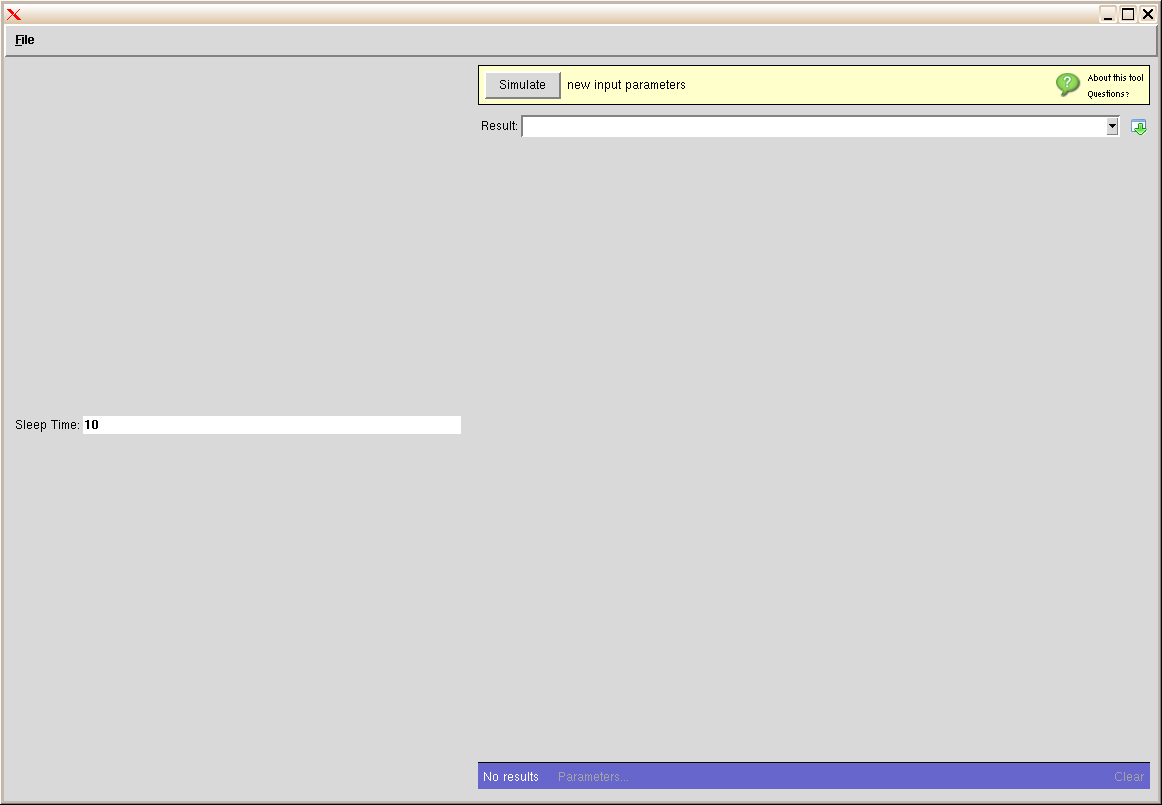 File
Simulate new input parameters
About this tool
Questions?
Result:
Sleep Time: 10
No results Parameters... Clear